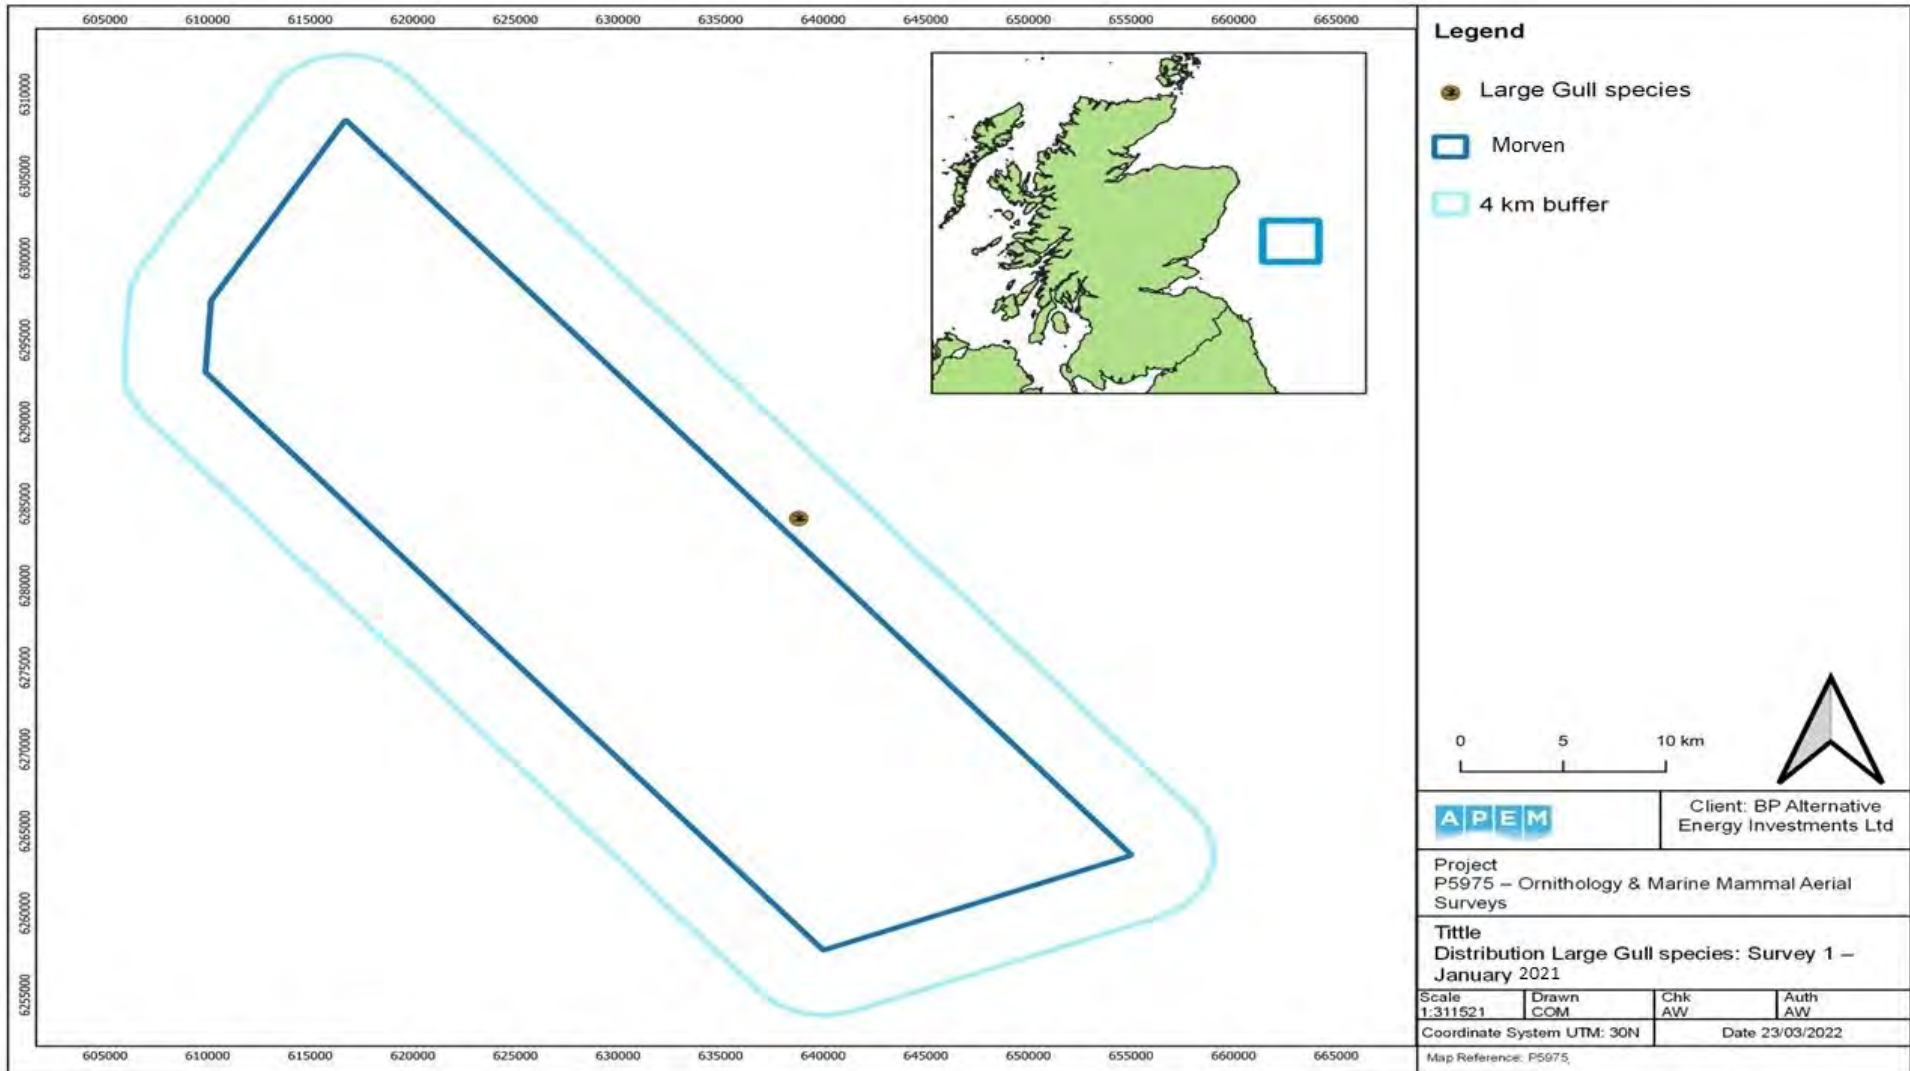 605000 610000 615000 620000 625000 630000 635000 640000 645000 650000 655000 660000 665000
6310000
6305000
6300000
6295000
6290000
6285000
6280000
6275000
6270000
6265000
6260000
6255000
605000 610000 615000 620000 625000 630000 635000 640000 645000 650000 655000 660000 665000
Legend
Large Gull species
Morven
4 km buffer
0 5 10 km
APEM
Client: BP Alternative
Energy Investments Ltd
Project
P5975 – Ornithology & Marine Mammal Aerial
Surveys
Tittle
Distribution Large Gull species: Survey 1 –
January 2021
Scale Drawn Chk Auth
1:311521 COM AW AW
Coordinate System UTM: 30N Date 23/03/2022
Map Reference: P5975